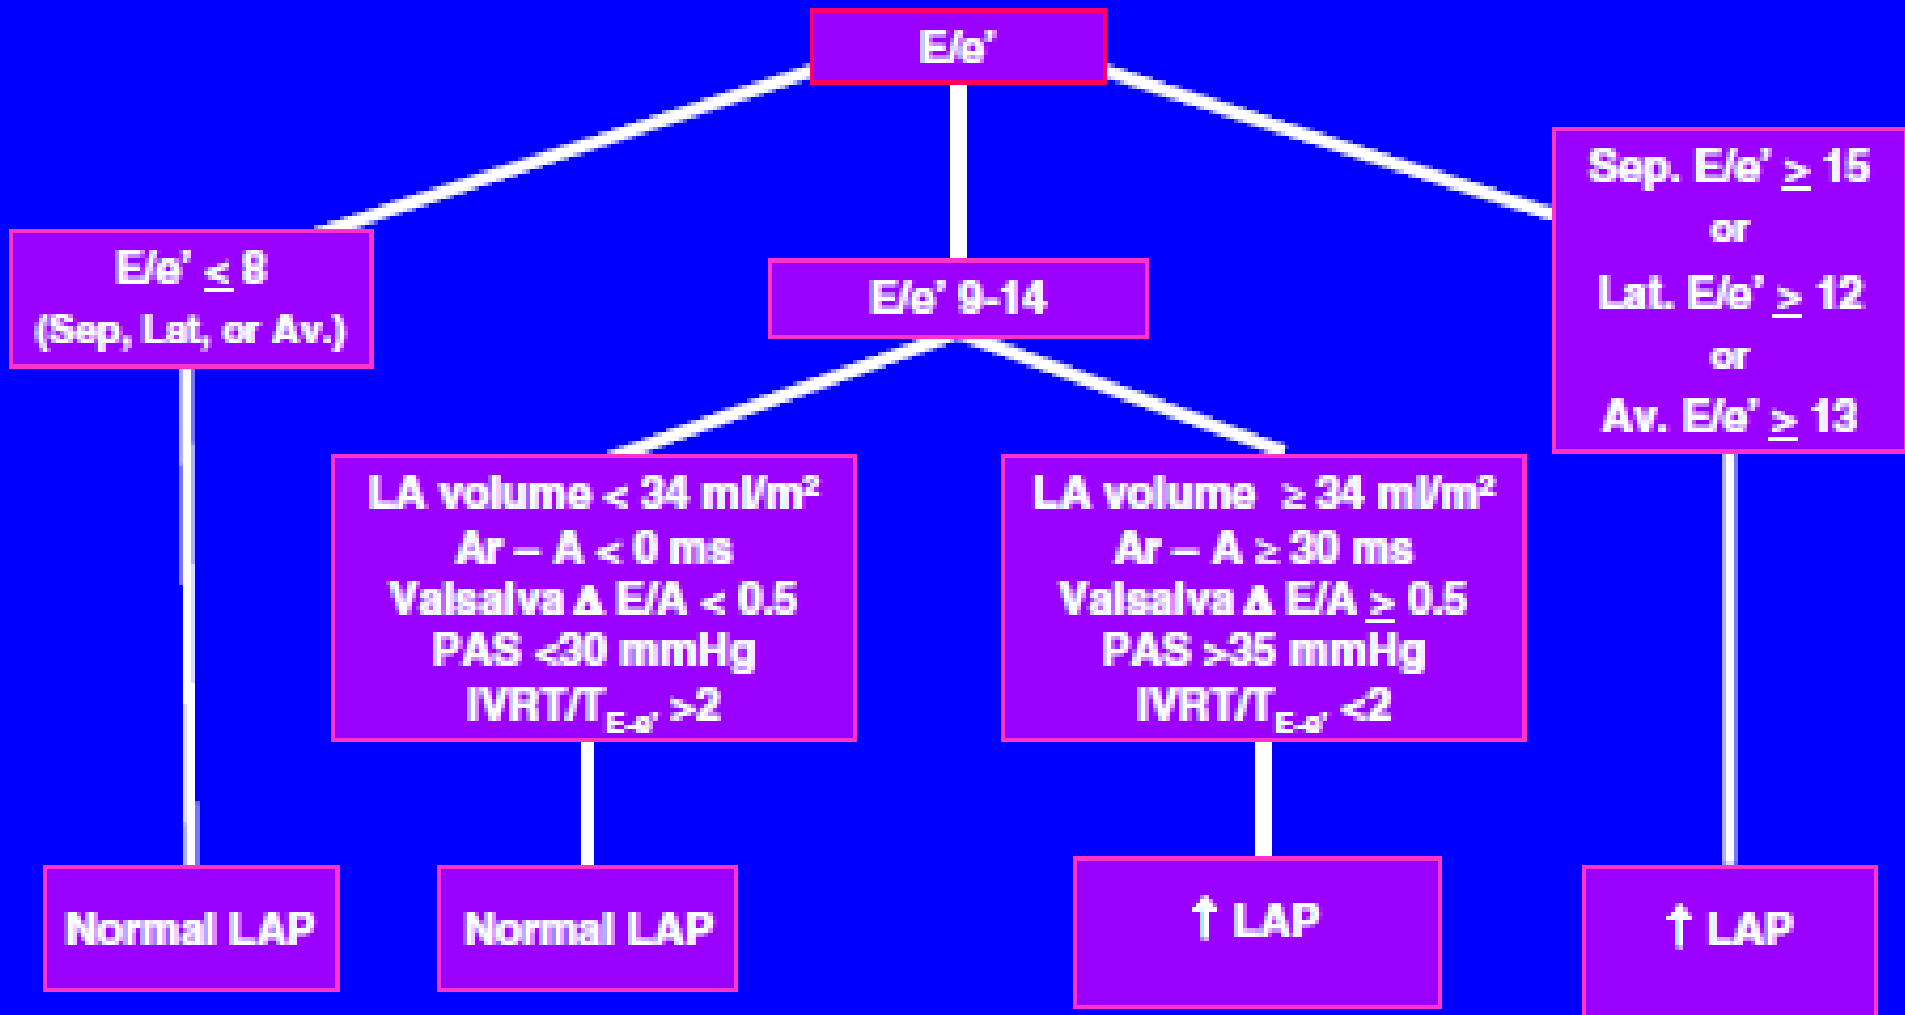 E/e'
E/e' ≤ 8
(Sep, Lat, or Av.)
E/e' 9-14
Sep. E/e' ≥ 15
or
Lat. E/e' ≥ 12
or
Av. E/e' ≥ 13
LA volume < 34 ml/m²
Ar – A < 0 ms
Valsalva Δ E/A < 0.5
PAS <30 mmHg
IVRT/T_E-e' >2
LA volume ≥ 34 ml/m²
Ar – A ≥ 30 ms
Valsalva Δ E/A ≥ 0.5
PAS >35 mmHg
IVRT/T_E-e' <2
Normal LAP
Normal LAP
↑ LAP
↑ LAP